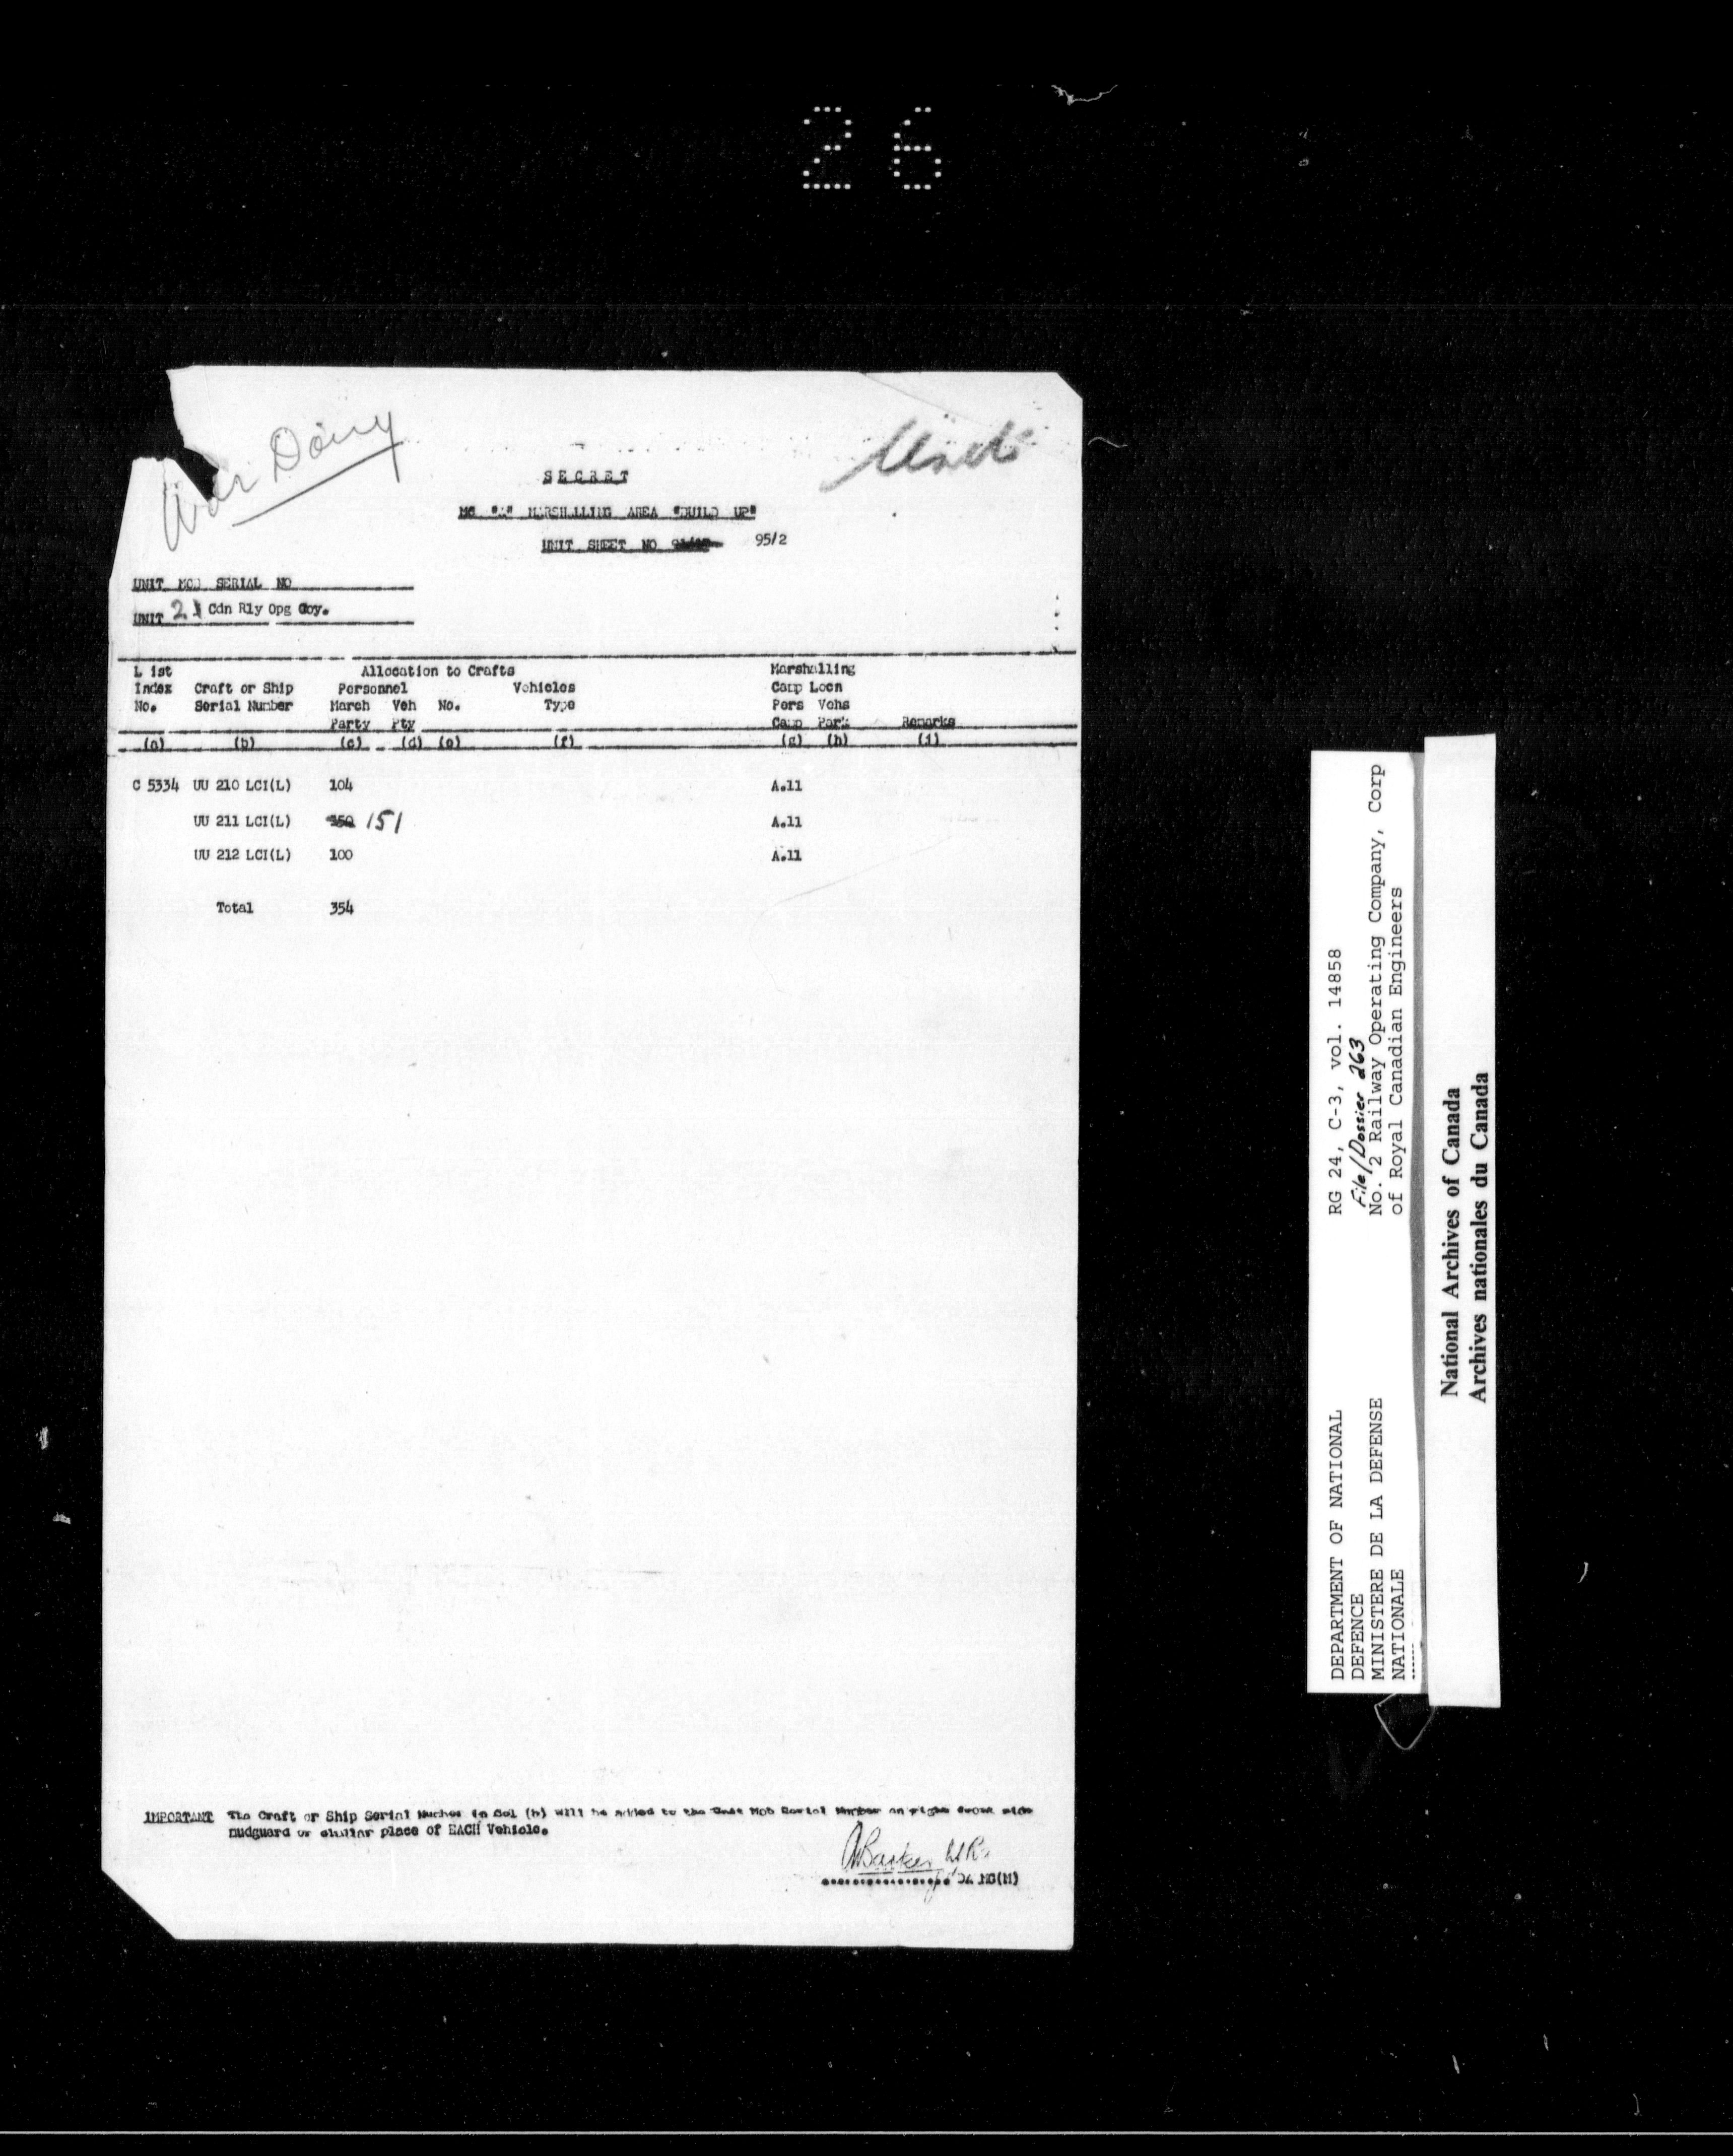 26
War Diary
SECRET
MARSHALLING AREA "BUILD UP"
UNIT SHEET NO 95/2
UNIT MOB SERIAL NO
UNIT 2 Cdn Rly Opg Coy.
L ist Allocation to Crafts Marshalling
Index Craft or Ship Personnel Vehicles Camp Locn
No. Serial Number March Veh No. Type Pers Vehs
Party Pty Camp Park Remarks
(a) (b) (c) (d) (e) (f) (g) (h) (i)
C 5334 UU 210 LCI(L) 104 A.11
UU 211 LCI(L) 150 151 A.11
UU 212 LCI(L) 100 A.11
Total 354
IMPORTANT The Craft or Ship Serial Number in Col (b) will be added to the Unit Mob Serial Number on right front side
mudguard or similar place of EACH Vehicle.
RG 24, C-3, vol. 14858
File/Dossier 263
No. 2 Railway Operating Company, Corp
of Royal Canadian Engineers
DEPARTMENT OF NATIONAL
DEFENCE
MINISTERE DE LA DEFENSE
NATIONALE
National Archives of Canada
Archives nationales du Canada